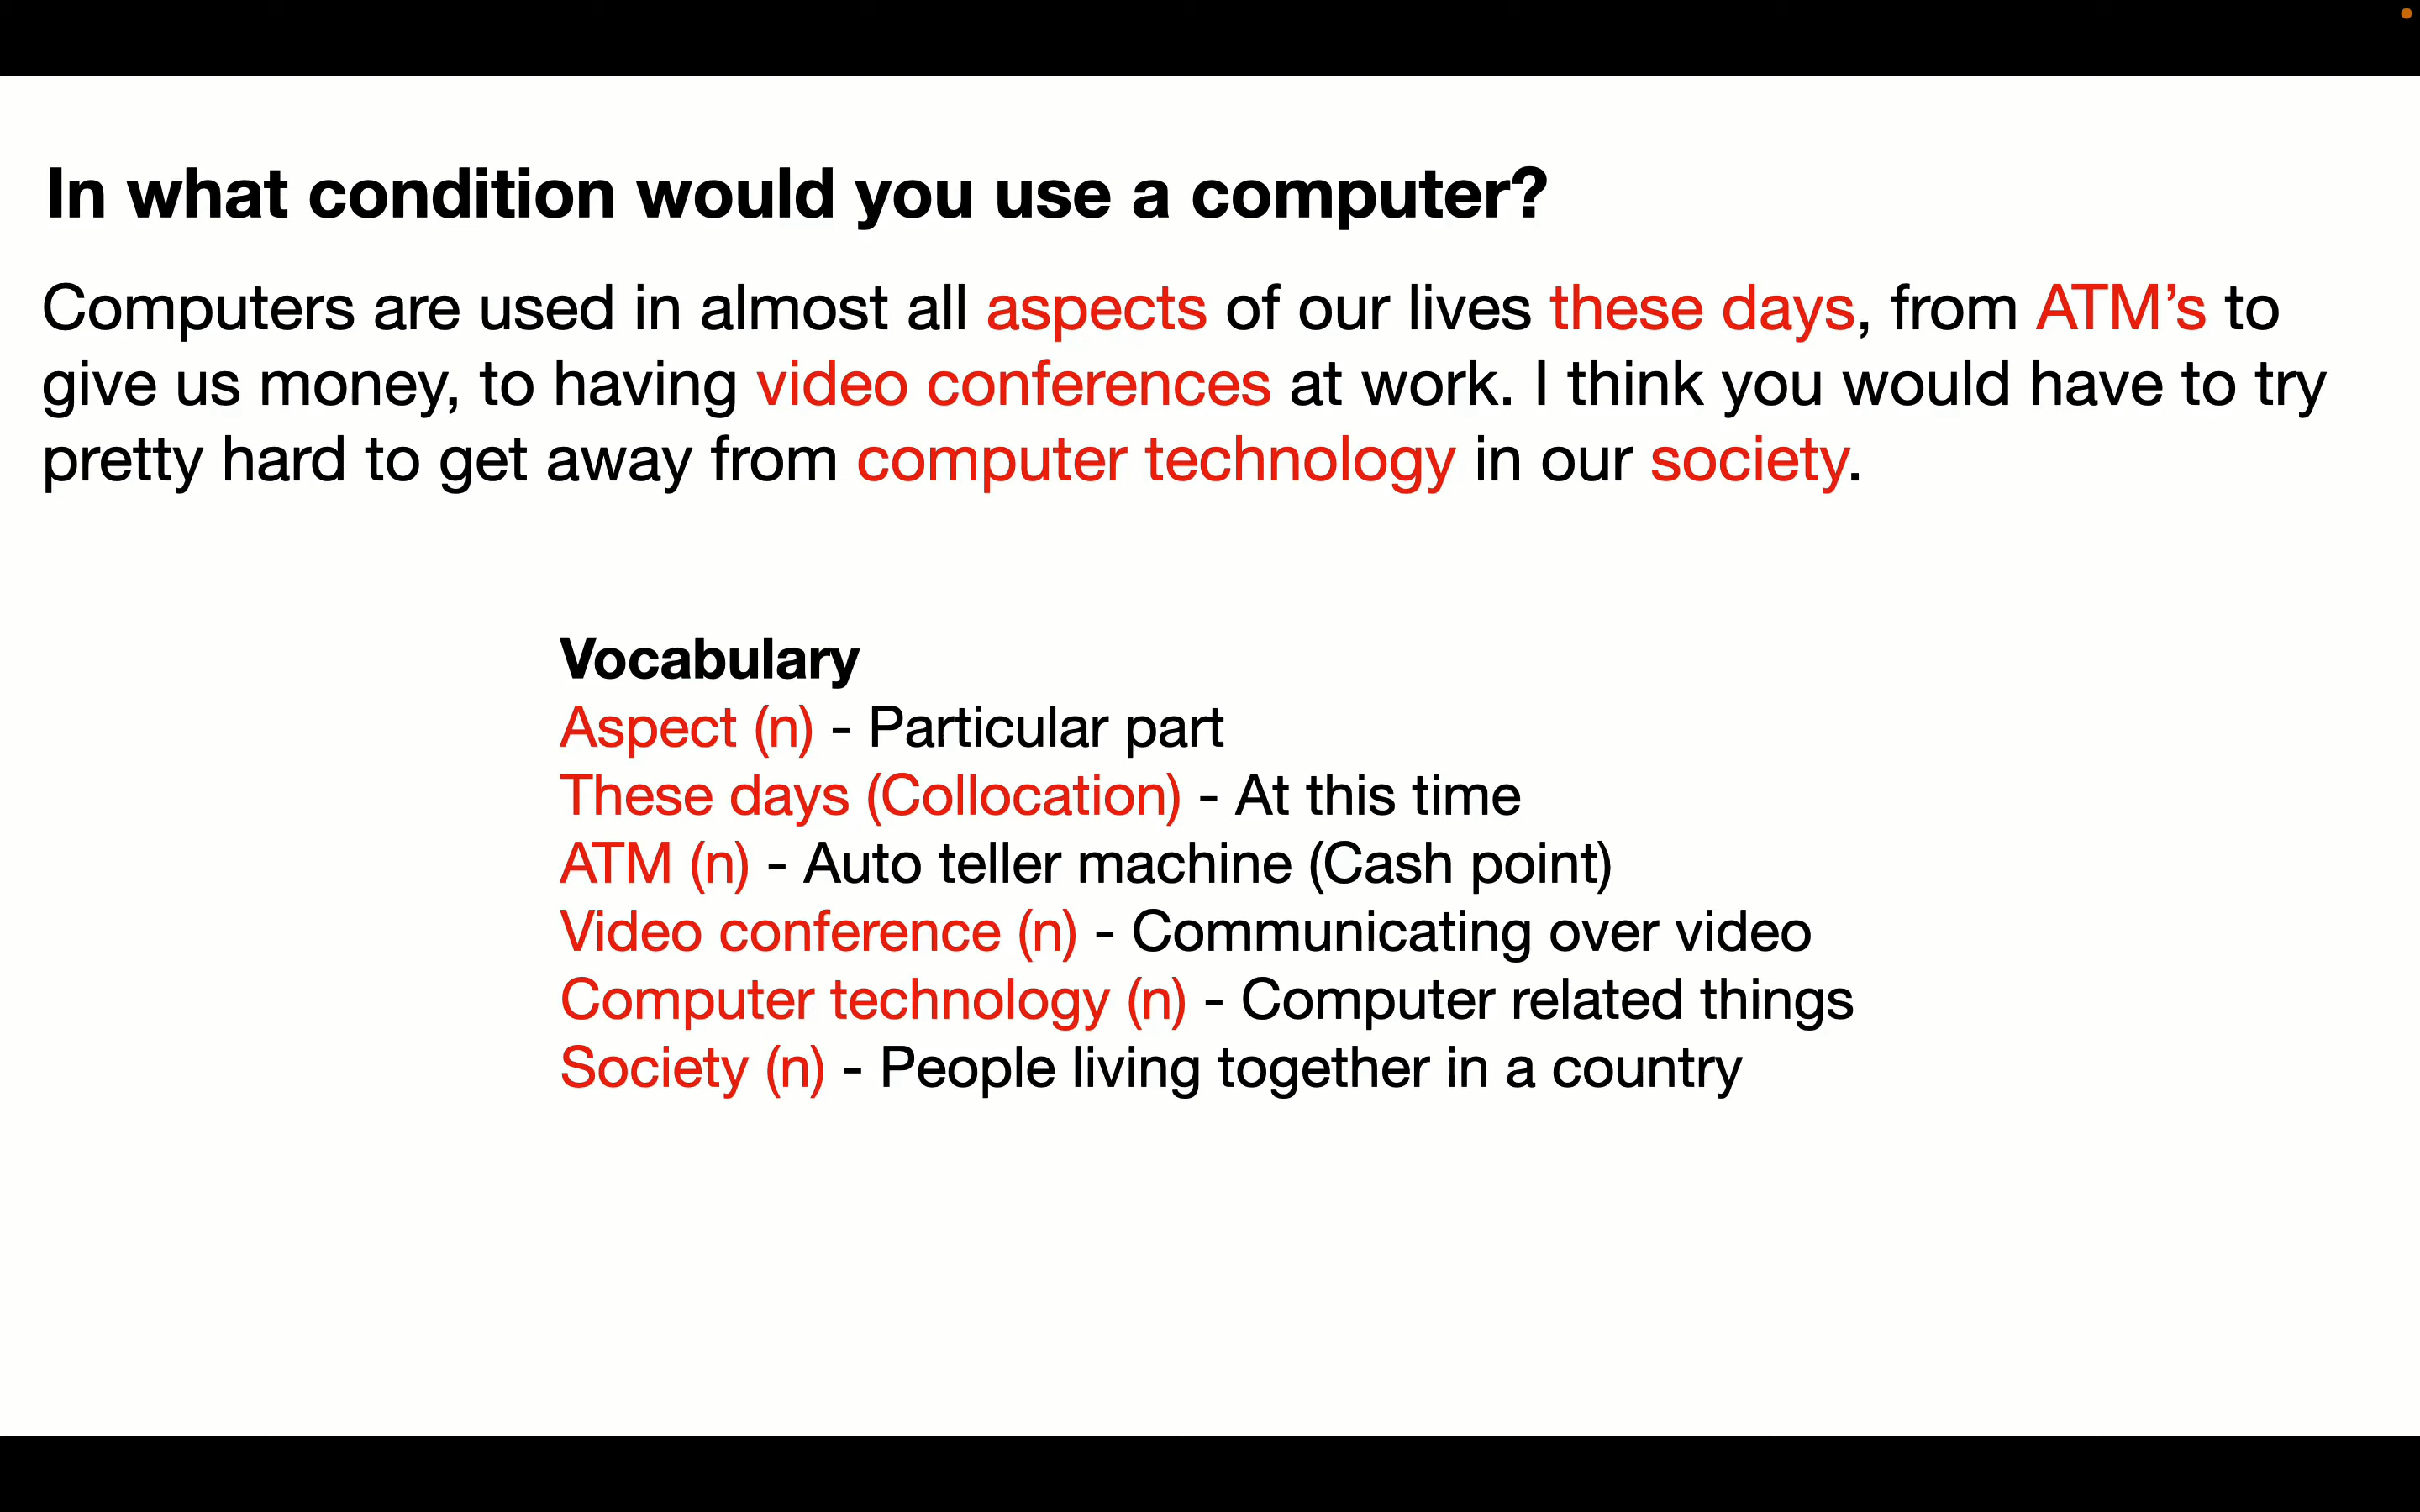 In what condition would you use a computer?
Computers are used in almost all aspects of our lives these days, from ATM’s to
give us money, to having video conferences at work. I think you would have to try
pretty hard to get away from computer technology in our society.
Vocabulary
Aspect (n) - Particular part
These days (Collocation) - At this time
ATM (n) - Auto teller machine (Cash point)
Video conference (n) - Communicating over video
Computer technology (n) - Computer related things
Society (n) - People living together in a country